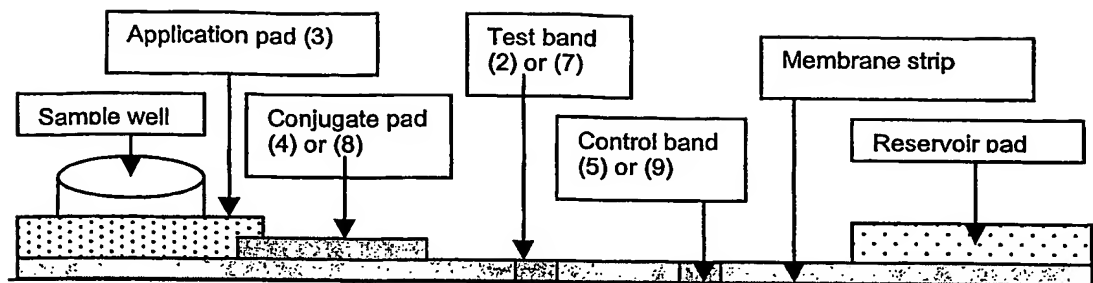 Application pad (3)
Test band
(2) or (7)
Membrane strip
Sample well
Conjugate pad
(4) or (8)
Control band
(5) or (9)
Reservoir pad